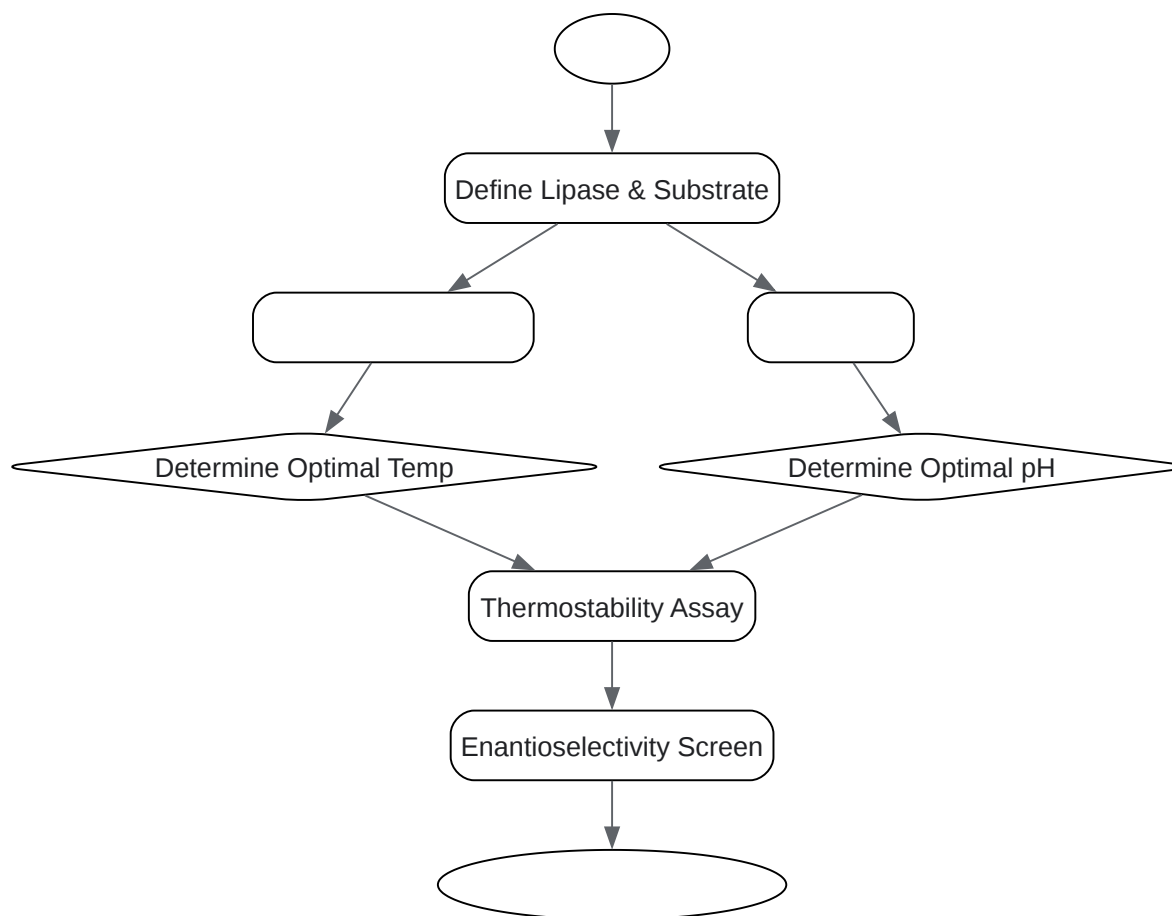 Define Lipase & Substrate
Determine Optimal Temp
Determine Optimal pH
Thermostability Assay
Enantioselectivity Screen